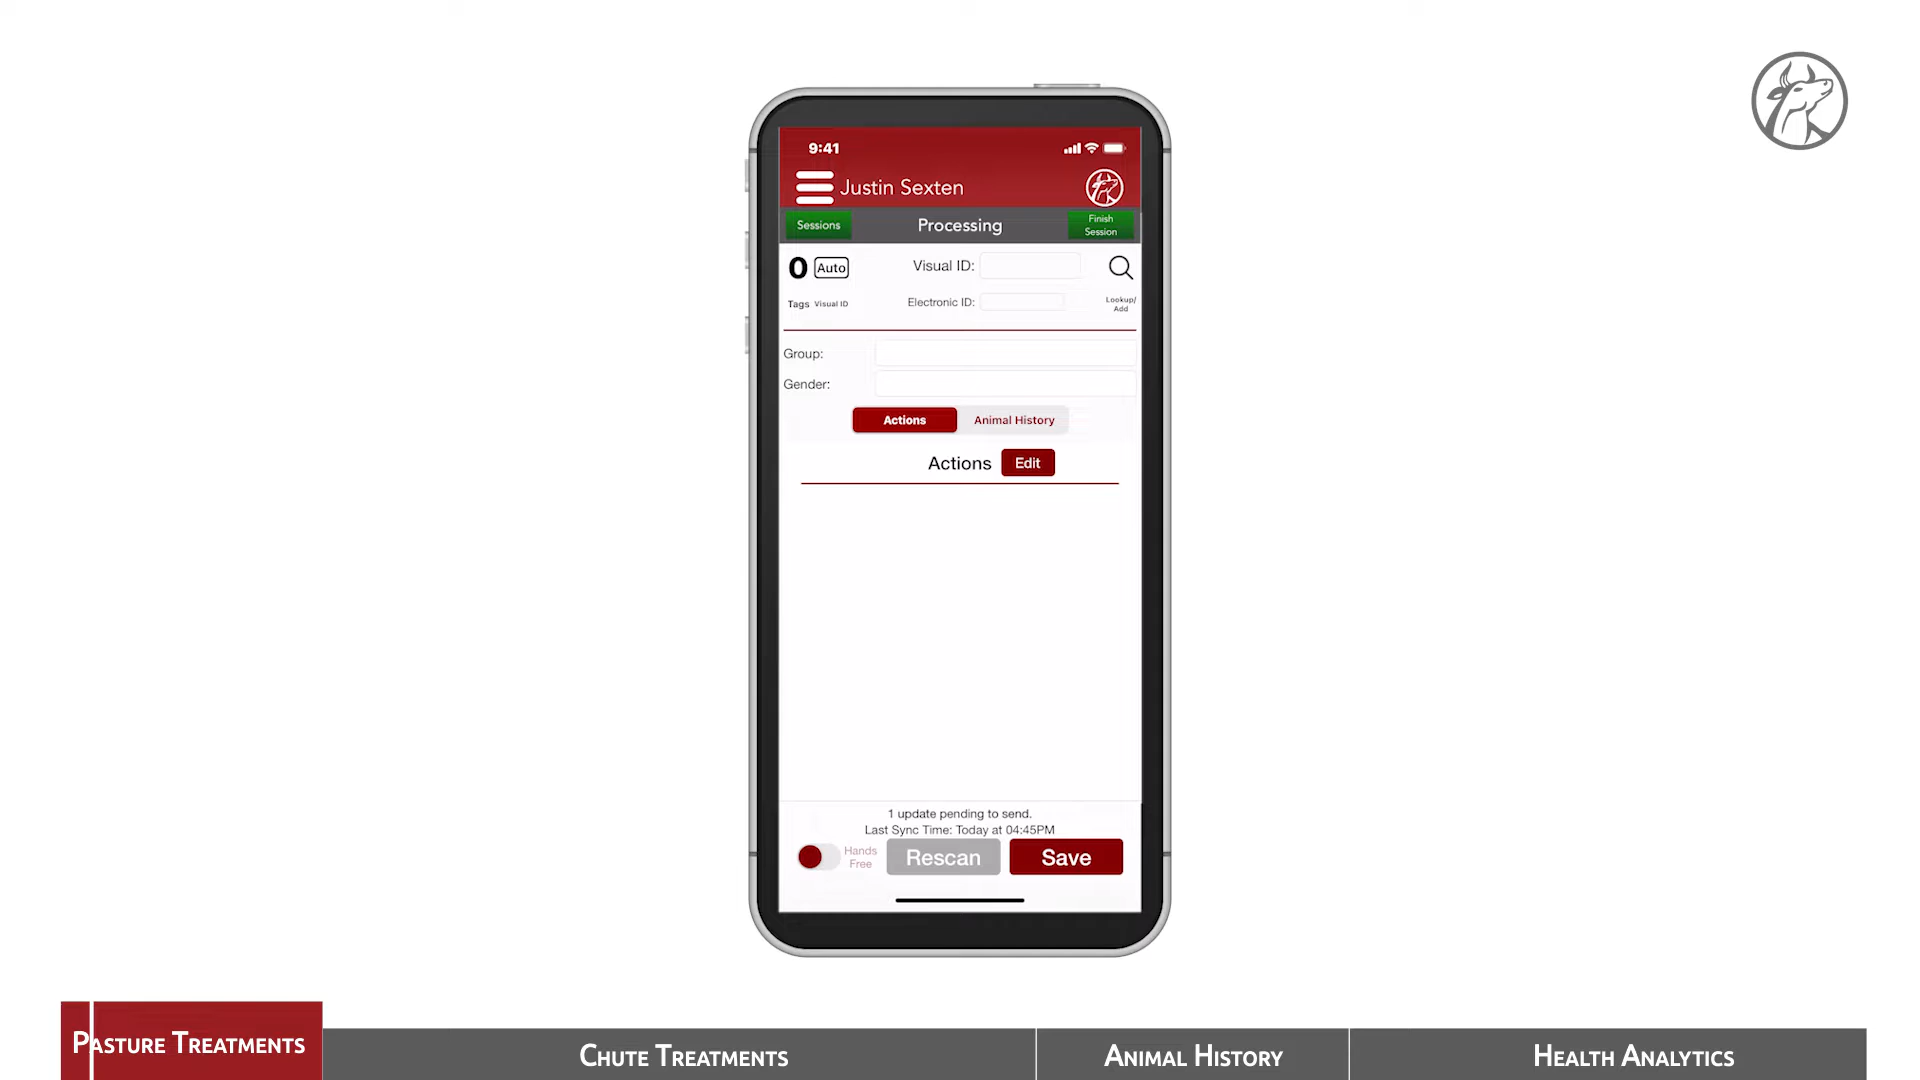 9:41
Justin Sexten
Sessions
Processing
Finish
Session
0
Auto
Visual ID:
Tags
Visual ID
Electronic ID:
Lookup/
Add
Group:
Gender:
Actions
Animal History
Actions
Edit
1 update pending to send.
Last Sync Time: Today at 04:45PM
Hands
Free
Rescan
Save
Pasture Treatments
Chute Treatments
Animal History
Health Analytics